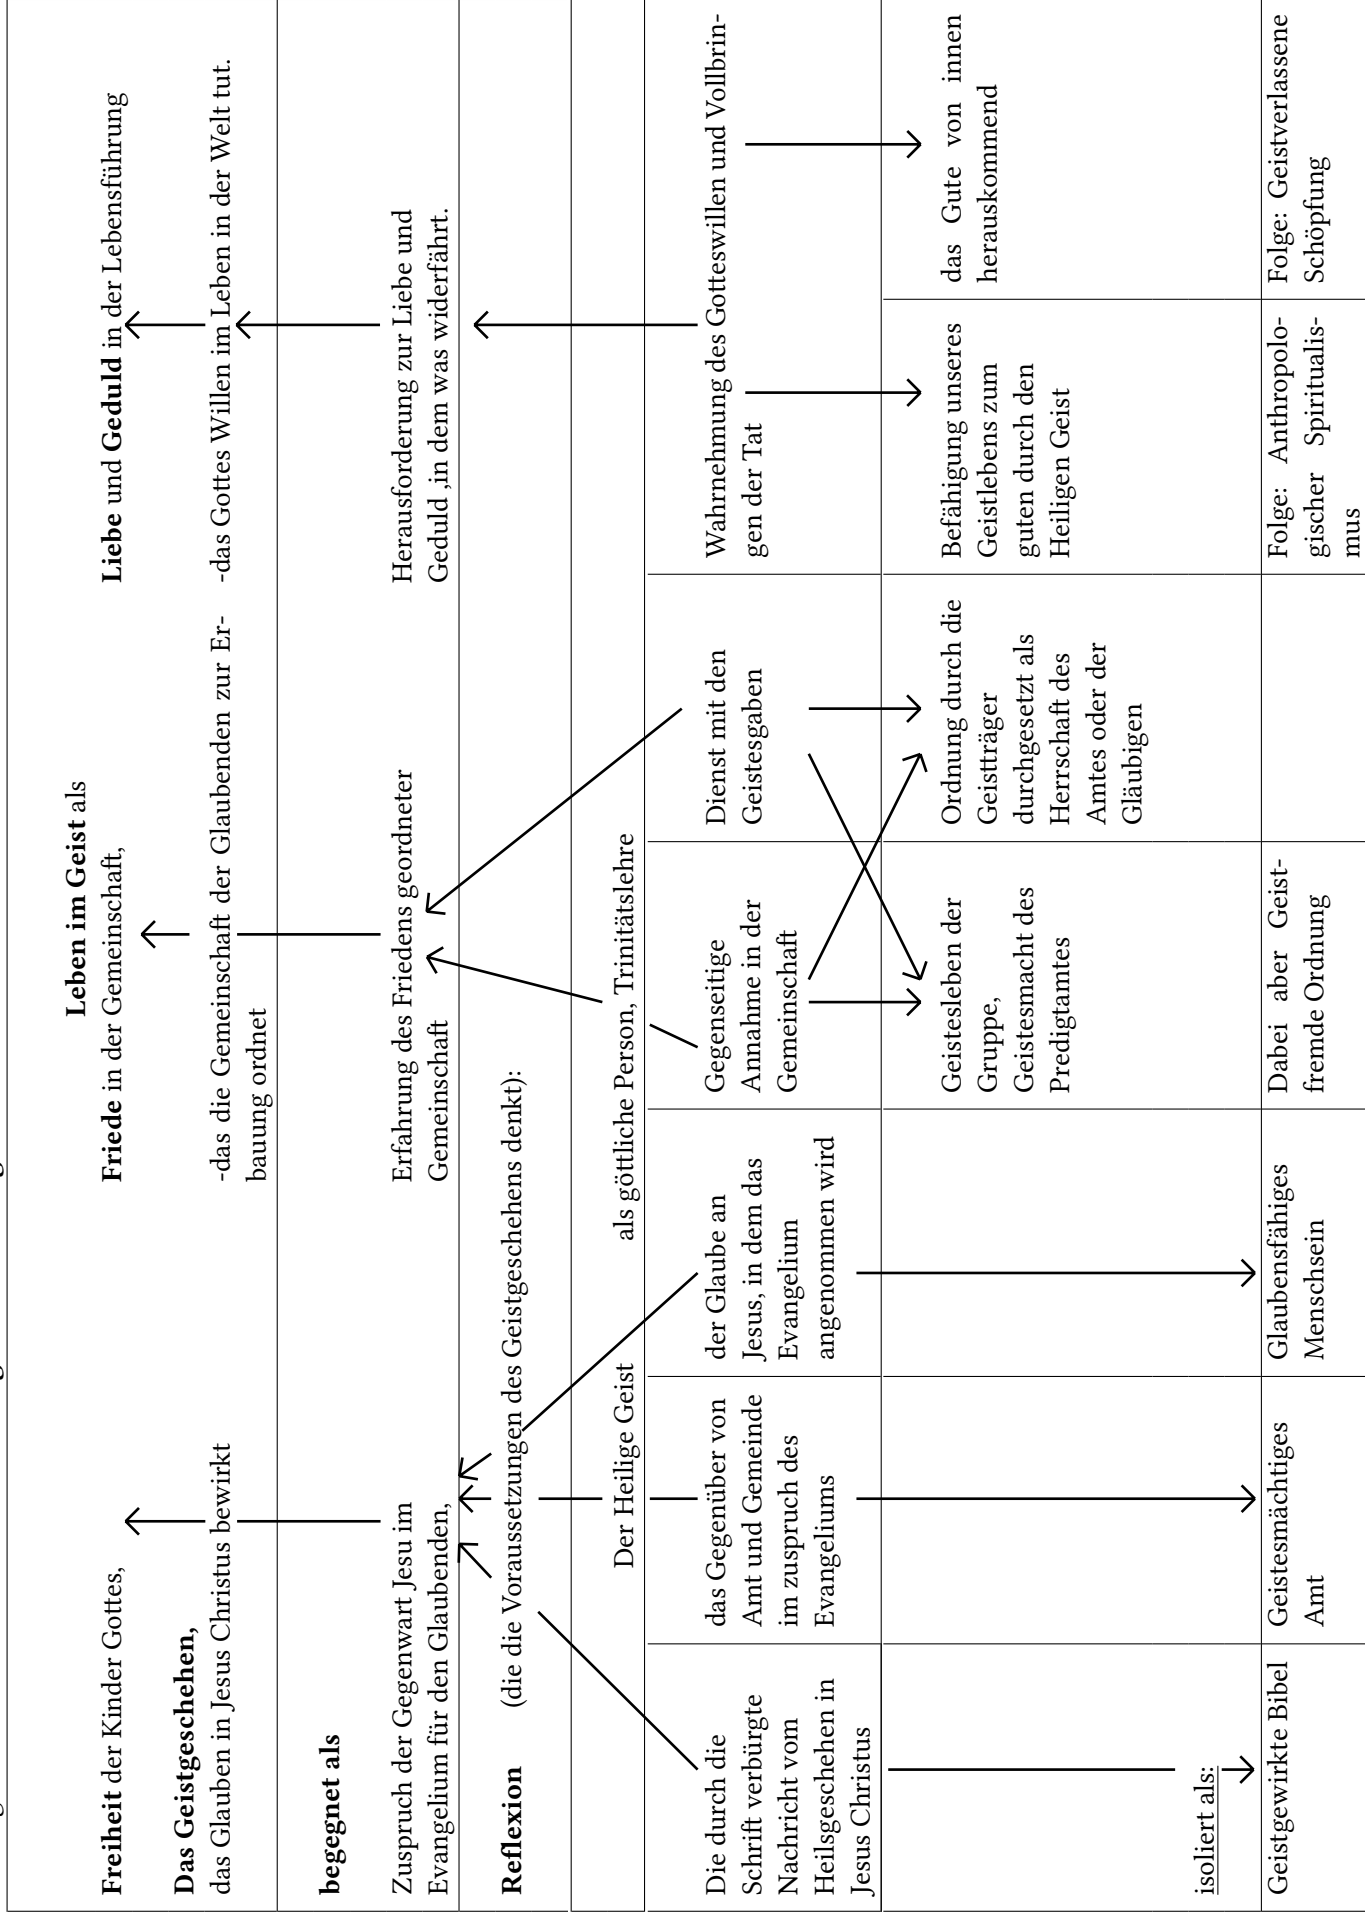 Leben im Geist als
Freiheit der Kinder Gottes,
Friede in der Gemeinschaft,
Liebe und Geduld in der Lebensführung
Das Geistgeschehen,
das Glauben in Jesus Christus bewirkt
-das die Gemeinschaft der Glaubenden zur Er-
bauung ordnet
-das Gottes Willen im Leben in der Welt tut.
begegnet als
Zuspruch der Gegenwart Jesu im
Evangelium für den Glaubenden,
Erfahrung des Friedens geordneter
Gemeinschaft
Herausforderung zur Liebe und
Geduld ,in dem was widerfährt.
Reflexion (die die Voraussetzungen des Geistgeschehens denkt):
Der Heilige Geist
als göttliche Person, Trinitätslehre
Die durch die
Schrift verbürgte
Nachricht vom
Heilsgeschehen in
Jesus Christus
das Gegenüber von
Amt und Gemeinde
im zuspruch des
Evangeliums
der Glaube an
Jesus, in dem das
Evangelium
angenommen wird
Gegenseitige
Annahme in der
Gemeinschaft
Dienst mit den
Geistesgaben
Wahrnehmung des Gotteswillen und Vollbrin-
gen der Tat
Geistesleben der
Gruppe,
Geistesmacht des
Predigtamtes
Ordnung durch die
Geistträger
durchgesetzt als
Herrschaft des
Amtes oder der
Gläubigen
Befähigung unseres
Geistlebens zum
guten durch den
Heiligen Geist
das Gute von innen
herauskommend
isoliert als:
Geistgewirkte Bibel
Geistesmächtiges
Amt
Glaubensfähiges
Menschsein
Dabei aber Geist-
fremde Ordnung
Folge: Anthropolo-
gischer Spiritualis-
mus
Folge: Geistverlassene
Schöpfung